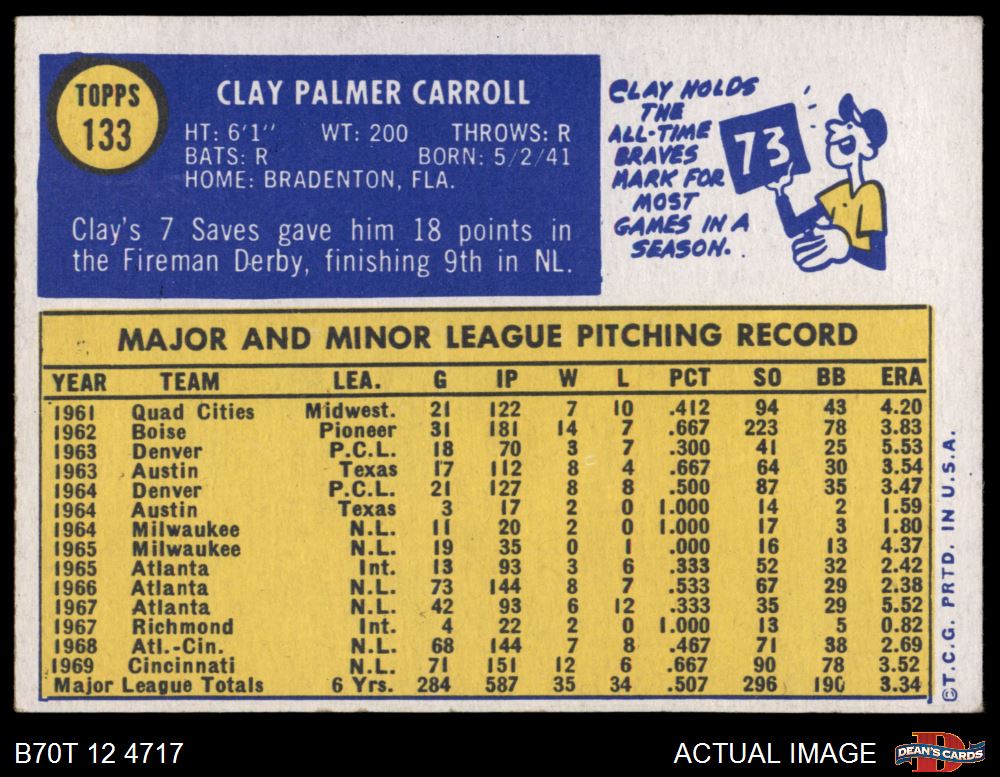 TOPPS
133
CLAY PALMER CARROLL
HT: 6'1" WT: 200 THROWS: R
BATS: R BORN: 5/2/41
HOME: BRADENTON, FLA.
Clay's 7 Saves gave him 18 points in
the Fireman Derby, finishing 9th in NL.
CLAY HOLDS
THE
ALL-TIME
BRAVES
MARK FOR
MOST
GAMES IN A
SEASON.
73
MAJOR AND MINOR LEAGUE PITCHING RECORD
YEAR TEAM LEA. G IP W L PCT SO BB ERA
1961 Quad Cities Midwest. 21 122 7 10 .412 94 43 4.20
1962 Boise Pioneer 31 181 14 7 .667 223 78 3.83
1963 Denver P.C.L. 18 70 3 7 .300 41 25 5.53
1963 Austin Texas 17 112 8 4 .667 64 30 3.54
1964 Denver P.C.L. 21 127 8 8 .500 87 35 3.47
1964 Austin Texas 3 17 2 0 1.000 14 2 1.59
1964 Milwaukee N.L. 11 20 2 0 1.000 17 3 1.80
1965 Milwaukee N.L. 19 35 0 1 .000 16 13 4.37
1965 Atlanta Int. 13 93 3 6 .333 52 32 2.42
1966 Atlanta N.L. 73 144 8 7 .533 67 29 2.38
1967 Atlanta N.L. 42 93 6 12 .333 35 29 5.52
1967 Richmond Int. 4 22 2 0 1.000 13 5 0.82
1968 Atl.-Cin. N.L. 68 144 7 8 .467 71 38 2.69
1969 Cincinnati N.L. 71 151 12 6 .667 90 78 3.52
Major League Totals 6 Yrs. 284 587 35 34 .507 296 190 3.34
©T.C.G. PRTD. IN U.S.A.
B70T 12 4717
ACTUAL IMAGE
D
DEAN'S CARDS